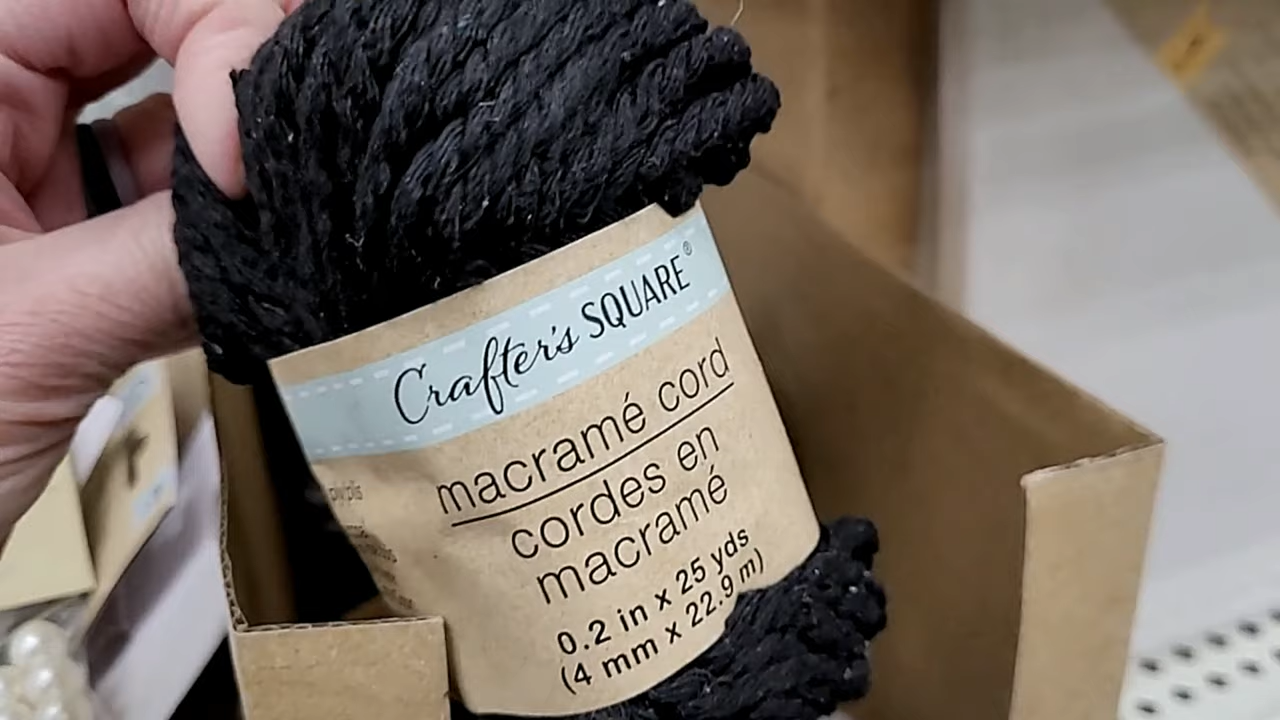 Crafter's SQUARE®
macramé cord
cordes en
macramé
0.2 in x 25 yds
(4 mm x 22.9 m)